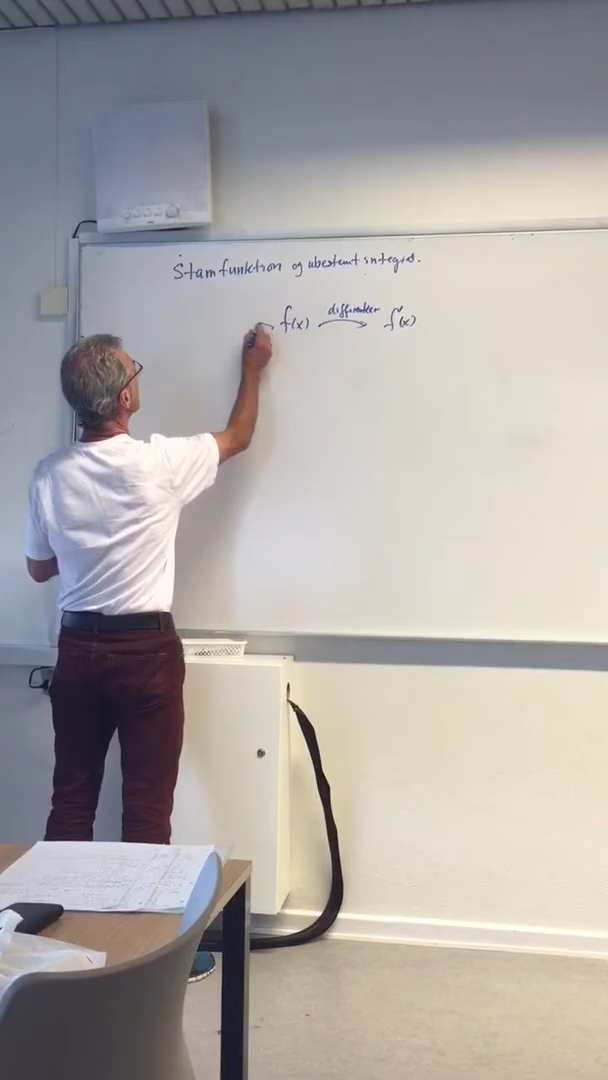 Stamfunktion og ubestemt integral.
f(x) differentier f'(x)